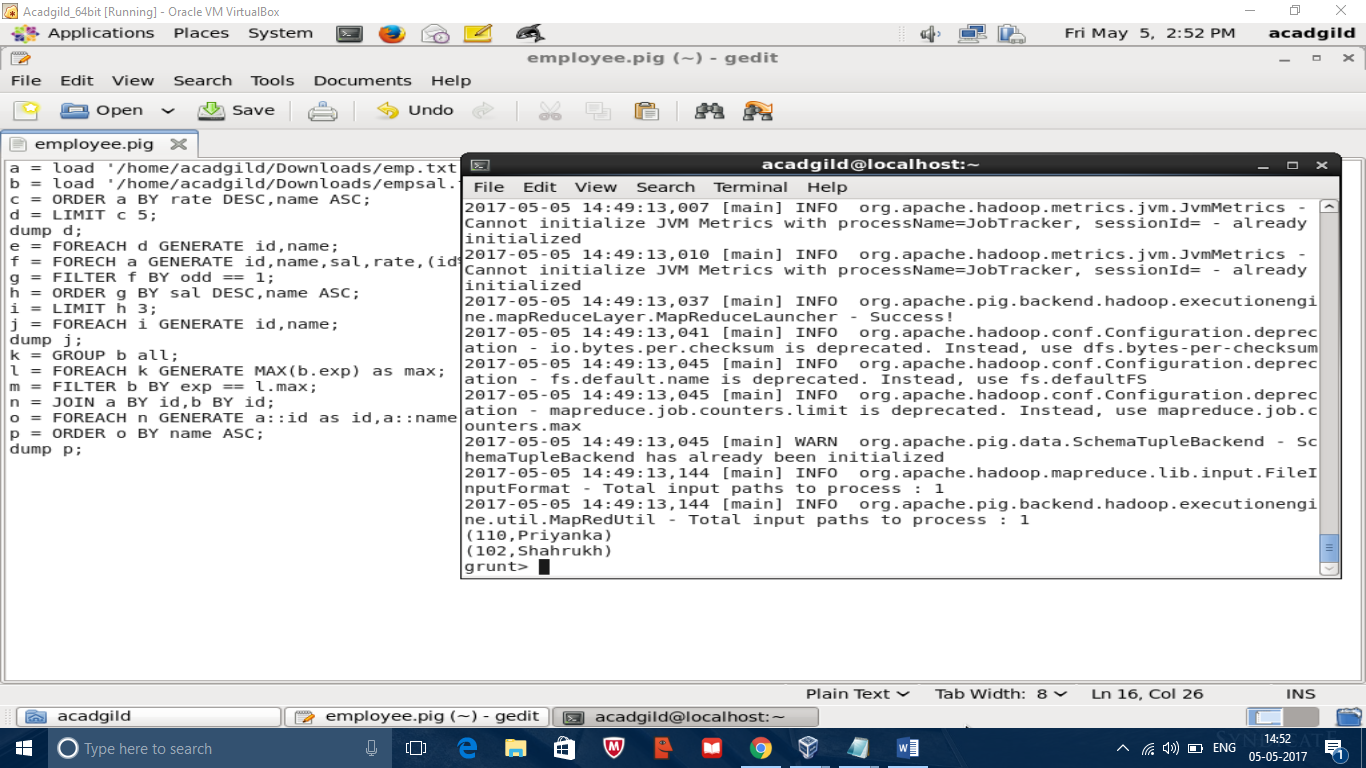 Acadgild_64bit [Running] - Oracle VM VirtualBox
Applications Places System Fri May 5, 2:52 PM acadgild
employee.pig (~) - gedit
File Edit View Search Tools Documents Help
Open Save Undo
employee.pig
a = load '/home/acadgild/Downloads/emp.txt
b = load '/home/acadgild/Downloads/empsal.
c = ORDER a BY rate DESC,name ASC;
d = LIMIT c 5;
dump d;
e = FOREACH d GENERATE id,name;
f = FORECH a GENERATE id,name,sal,rate,(id%
g = FILTER f BY odd == 1;
h = ORDER g BY sal DESC,name ASC;
i = LIMIT h 3;
j = FOREACH i GENERATE id,name;
dump j;
k = GROUP b all;
l = FOREACH k GENERATE MAX(b.exp) as max;
m = FILTER b BY exp == l.max;
n = JOIN a BY id,b BY id;
o = FOREACH n GENERATE a::id as id,a::name
p = ORDER o BY name ASC;
dump p;
acadgild@localhost:~
File Edit View Search Terminal Help
2017-05-05 14:49:13,007 [main] INFO org.apache.hadoop.metrics.jvm.JvmMetrics -
Cannot initialize JVM Metrics with processName=JobTracker, sessionId= - already
initialized
2017-05-05 14:49:13,010 [main] INFO org.apache.hadoop.metrics.jvm.JvmMetrics -
Cannot initialize JVM Metrics with processName=JobTracker, sessionId= - already
initialized
2017-05-05 14:49:13,037 [main] INFO org.apache.pig.backend.hadoop.executionengi
ne.mapReduceLayer.MapReduceLauncher - Success!
2017-05-05 14:49:13,041 [main] INFO org.apache.hadoop.conf.Configuration.deprec
ation - io.bytes.per.checksum is deprecated. Instead, use dfs.bytes-per-checksum
2017-05-05 14:49:13,045 [main] INFO org.apache.hadoop.conf.Configuration.deprec
ation - fs.default.name is deprecated. Instead, use fs.defaultFS
2017-05-05 14:49:13,045 [main] INFO org.apache.hadoop.conf.Configuration.deprec
ation - mapreduce.job.counters.limit is deprecated. Instead, use mapreduce.job.c
ounters.max
2017-05-05 14:49:13,045 [main] WARN org.apache.pig.data.SchemaTupleBackend - Sc
hemaTupleBackend has already been initialized
2017-05-05 14:49:13,144 [main] INFO org.apache.hadoop.mapreduce.lib.input.FileI
nputFormat - Total input paths to process : 1
2017-05-05 14:49:13,144 [main] INFO org.apache.pig.backend.hadoop.executionengi
ne.util.MapRedUtil - Total input paths to process : 1
(110,Priyanka)
(102,Shahrukh)
grunt>
Plain Text Tab Width: 8 Ln 16, Col 26 INS
acadgild employee.pig (~) - gedit acadgild@localhost:~
Type here to search ENG 14:52
05-05-2017 1